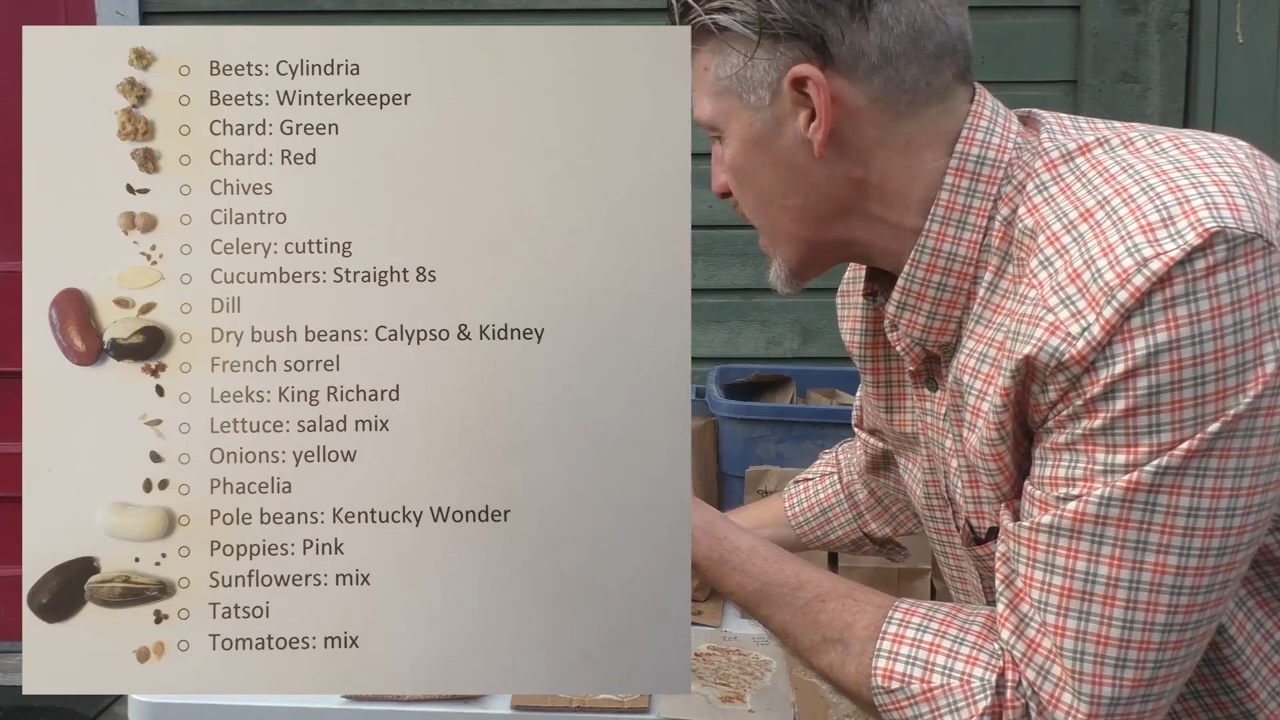 Beets: Cylindria
Beets: Winterkeeper
Chard: Green
Chard: Red
Chives
Cilantro
Celery: cutting
Cucumbers: Straight 8s
Dill
Dry bush beans: Calypso & Kidney
French sorrel
Leeks: King Richard
Lettuce: salad mix
Onions: yellow
Phacelia
Pole beans: Kentucky Wonder
Poppies: Pink
Sunflowers: mix
Tatsoi
Tomatoes: mix